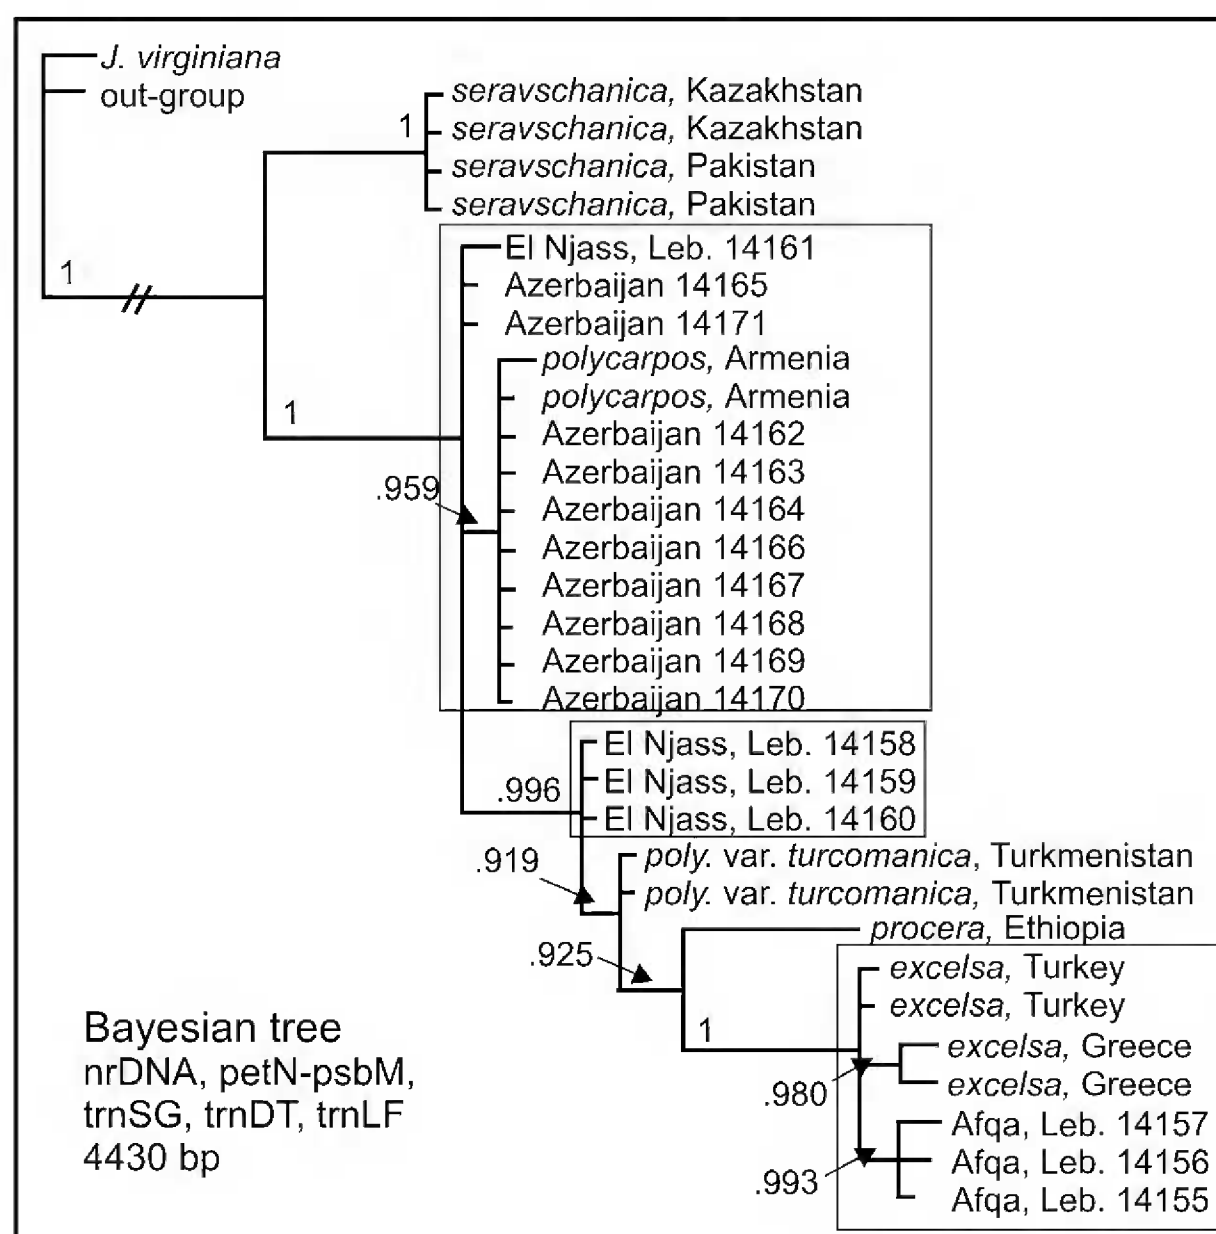 J. virginiana
out-group
seravschanica, Kazakhstan
1
seravschanica, Kazakhstan
seravschanica, Pakistan
seravschanica, Pakistan
El Njass, Leb. 14161
1
Azerbaijan 14165
Azerbaijan 14171
polycarpos, Armenia
polycarpos, Armenia
1
Azerbaijan 14162
Azerbaijan 14163
.959
Azerbaijan 14164
Azerbaijan 14166
Azerbaijan 14167
Azerbaijan 14168
Azerbaijan 14169
Azerbaijan 14170
El Njass, Leb. 14158
El Njass, Leb. 14159
.996
El Njass, Leb. 14160
.919
poly. var. turcomanica, Turkmenistan
poly. var. turcomanica, Turkmenistan
procera, Ethiopia
.925
excelsa, Turkey
excelsa, Turkey
1
excelsa, Greece
excelsa, Greece
.980
Afqa, Leb. 14157
Afqa, Leb. 14156
.993
Afqa, Leb. 14155
Bayesian tree
nrDNA, petN-psbM,
trnSG, trnDT, trnLF
4430 bp